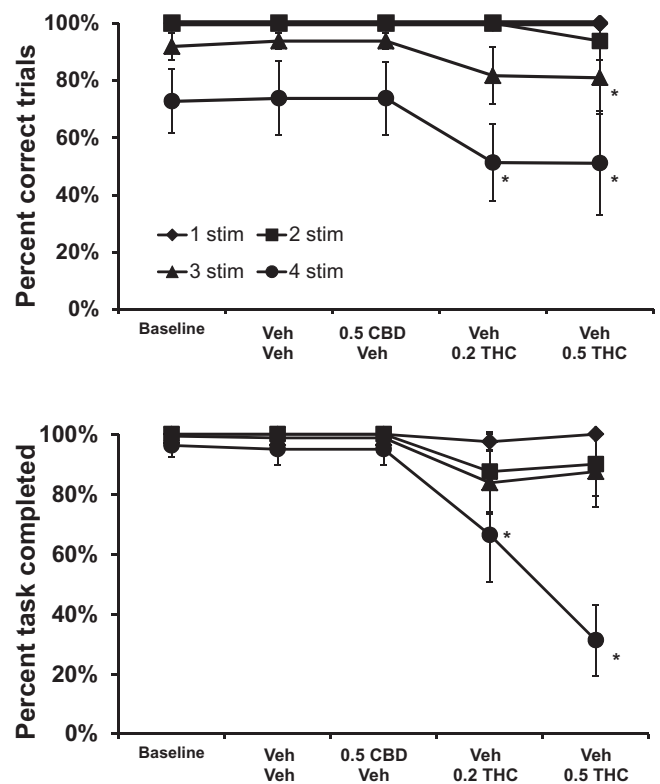 Percent correct trials
100%
80%
60%
40%
20%
0%
1 stim 2 stim
3 stim 4 stim
*
*
*
Baseline Veh 0.5 CBD Veh Veh
Veh Veh 0.2 THC 0.5 THC
Percent task completed
100%
80%
60%
40%
20%
0%
*
*
Baseline Veh 0.5 CBD Veh Veh
Veh Veh 0.2 THC 0.5 THC